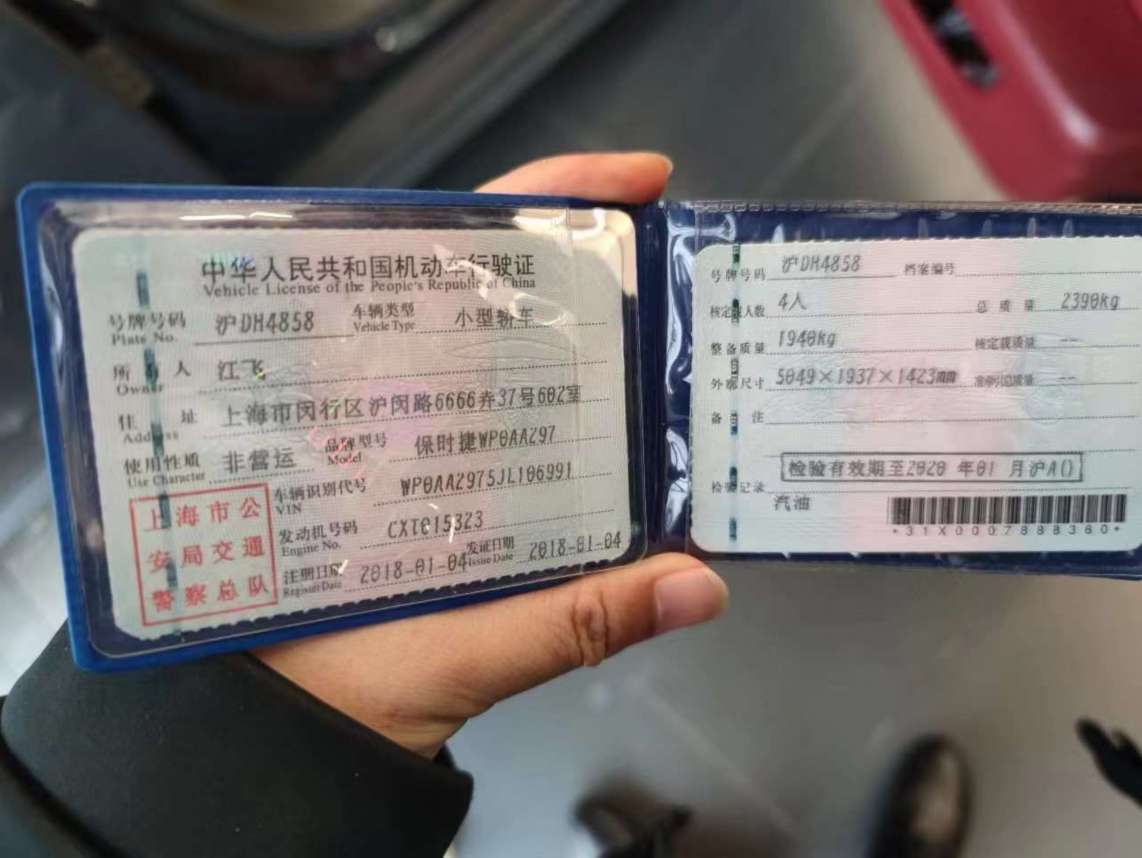 中华人民共和国机动车行驶证
Vehicle License of the People's Republic of China
号牌号码 沪DH4858 车辆类型 小型轿车
Plate No. Vehicle Type
所有人 江飞
Owner
住址 上海市闵行区沪闵路6666弄37号602室
Address
使用性质 非营运 品牌型号 保时捷WP0AA297
Use Character Model
车辆识别代号 WP0AA2975JL106991
VIN
发动机号码 CXT015323
Engine No.
注册日期 2018-01-04 发证日期 2018-01-04
Register Date Issue Date
上海市公
安局交通
警察总队
号牌号码 沪DH4858 档案编号
核定载人数 4人 总质量 2390kg
整备质量 1940kg 核定载质量 --
外廓尺寸 5049×1937×1423mm 准牵引总质量 --
备注
检验有效期至2020年01月沪A()
检验记录
汽油
*31X0007888360*